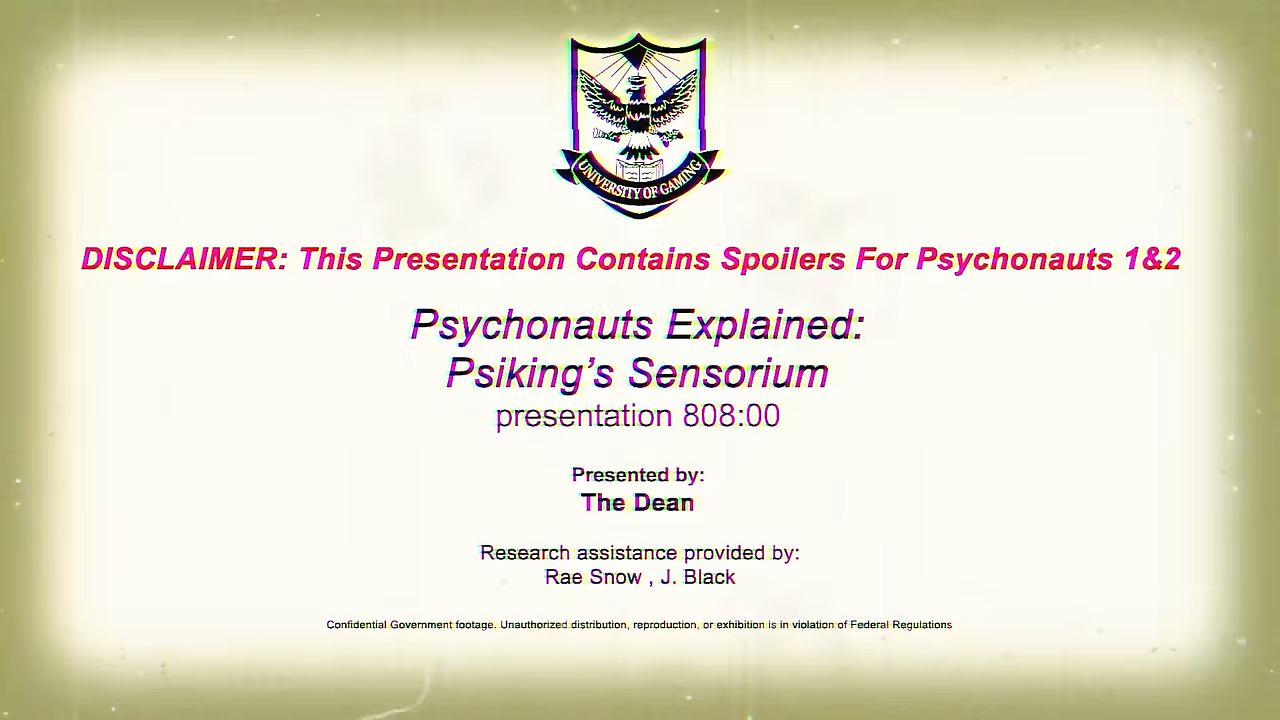 UNIVERSITY OF GAMING
DISCLAIMER: This Presentation Contains Spoilers For Psychonauts 1&2
Psychonauts Explained:
Psiking's Sensorium
presentation 808:00
Presented by:
The Dean
Research assistance provided by:
Rae Snow , J. Black
Confidential Government footage. Unauthorized distribution, reproduction, or exhibition is in violation of Federal Regulations